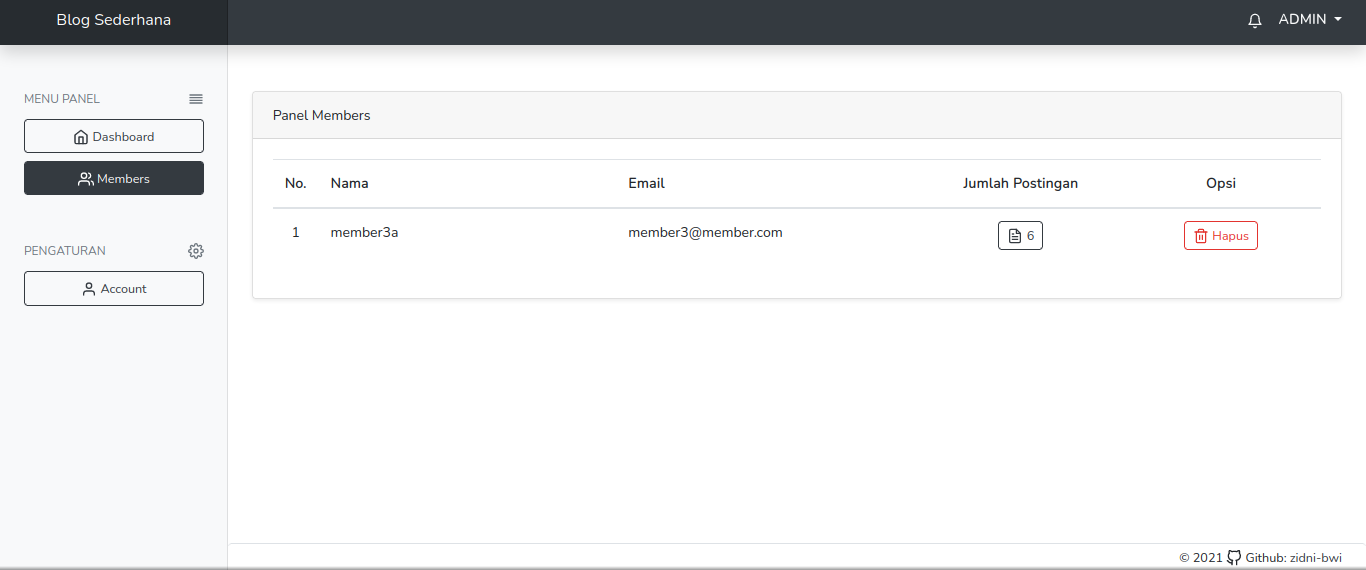 Blog Sederhana
ADMIN
MENU PANEL
Dashboard
Members
PENGATURAN
Account
Panel Members
No. Nama Email Jumlah Postingan Opsi
1 member3a member3@member.com 6 Hapus
© 2021 Github: zidni-bwi